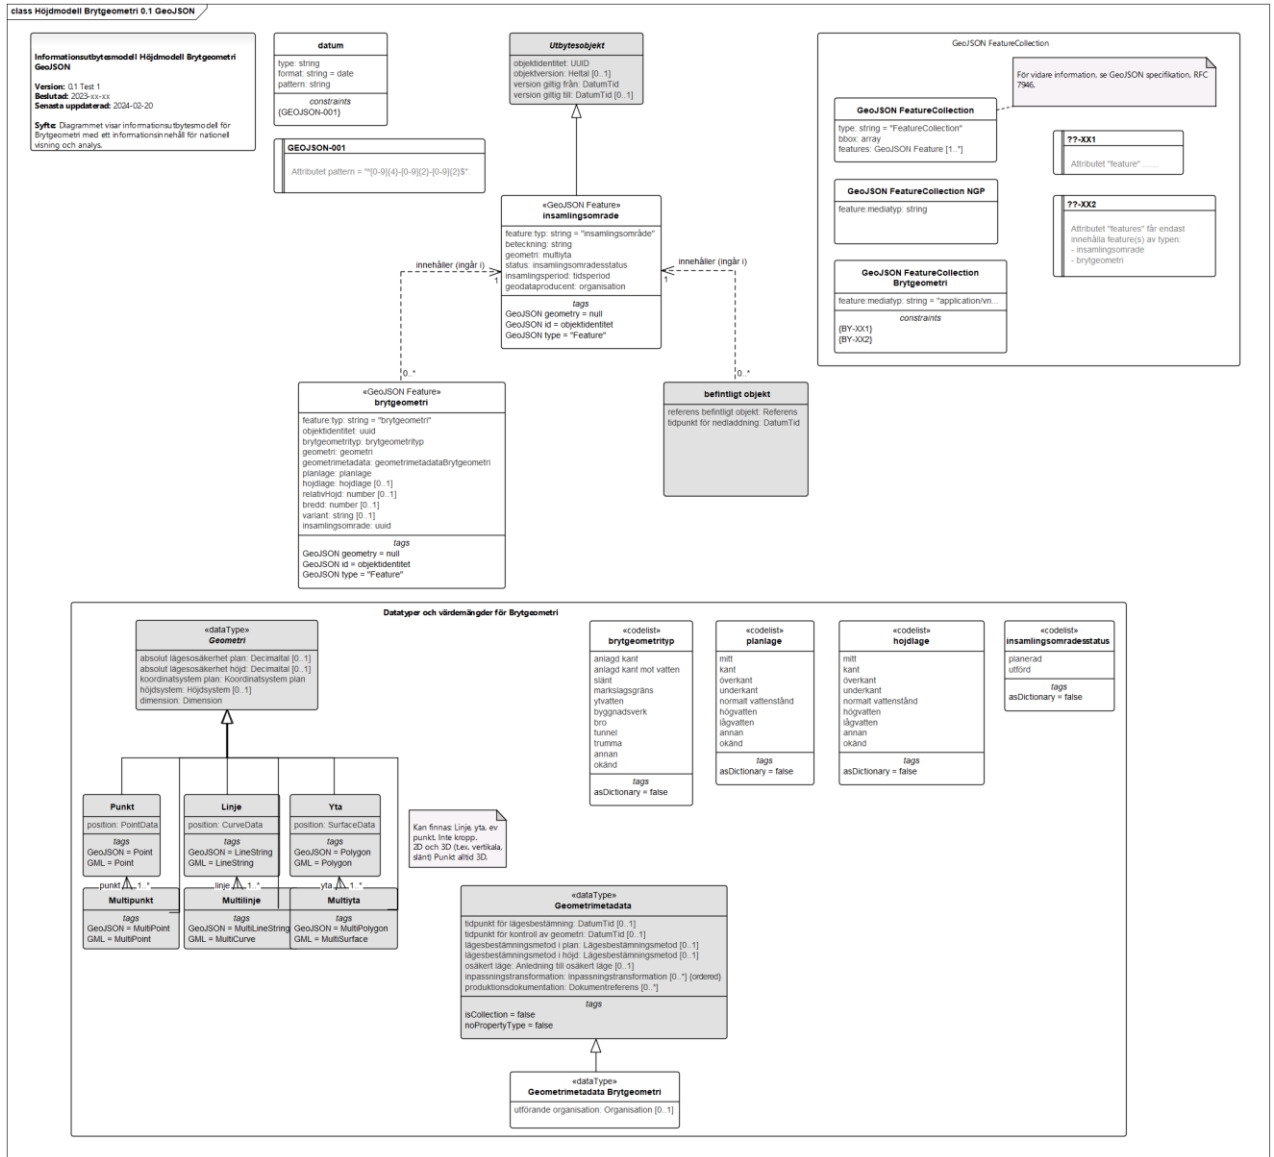 class Höjdmodell Brytgeometri 0.1 GeoJSON
Informationsutbytesmodell Höjdmodell Brytgeometri
GeoJSON
Version: 0.1 Test 1
Beslutad: 2023-xx-xx
Senasta uppdaterad: 2024-02-20
Syfte: Diagrammet visar informationsutbytesmodell för
Brytgeometri med ett informationsinnehåll för nationell
visning och analys.
datum
type: string
format: string = date
pattern: string
constraints
{GEOJSON-001}
GEOJSON-001
Attributet pattern = "^[0-9]{4}-[0-9]{2}-[0-9]{2}$".
Utbytesobjekt
objektidentitet: UUID
objektversion: Heltal [0..1]
version giltig från: DatumTid
version giltig till: DatumTid [0..1]
GeoJSON FeatureCollection
För vidare information, se GeoJSON specifikation, RFC
7946.
GeoJSON FeatureCollection
type: string = "FeatureCollection"
bbox: array
features: GeoJSON Feature [1..*]
??-XX1
Attributet "feature" .......
GeoJSON FeatureCollection NGP
feature:mediatyp: string
??-XX2
Attributet "features" får endast
innehålla feature(s) av typen:
- insamlingsomrade
- brytgeometri
GeoJSON FeatureCollection
Brytgeometri
feature:mediatyp: string = "application/vn...
constraints
{BY-XX1}
{BY-XX2}
«GeoJSON Feature»
insamlingsomrade
feature:typ: string = "insamlingsområde"
beteckning: string
geometri: multiyta
status: insamlingsomradesstatus
insamlingsperiod: tidsperiod
geodataproducent: organisation
tags
GeoJSON geometry = null
GeoJSON id = objektidentitet
GeoJSON type = "Feature"
innehåller (ingår i)
1
0..*
innehåller (ingår i)
1
0..*
«GeoJSON Feature»
brytgeometri
feature:typ: string = "brytgeometri"
objektidentitet: uuid
brytgeometrityp: brytgeometrityp
geometri: geometri
geometrimetadata: geometrimetadataBrytgeometri
planlage: planlage
hojdlage: hojdlage [0..1]
relativHojd: number [0..1]
bredd: number [0..1]
variant: string [0..1]
insamlingsomrade: uuid
tags
GeoJSON geometry = null
GeoJSON id = objektidentitet
GeoJSON type = "Feature"
befintligt objekt
referens befintligt objekt: Referens
tidpunkt för nedladdning: DatumTid
Datatyper och värdemängder för Brytgeometri
«dataType»
Geometri
absolut lägesosäkerhet plan: Decimaltal [0..1]
absolut lägesosäkerhet höjd: Decimaltal [0..1]
koordinatsystem plan: Koordinatsystem plan
höjdsystem: Höjdsystem [0..1]
dimension: Dimension
«codelist»
brytgeometrityp
anlagd kant
anlagd kant mot vatten
slänt
markslagsgräns
ytvatten
byggnadsverk
bro
tunnel
trumma
annan
okänd
tags
asDictionary = false
«codelist»
planlage
mitt
kant
överkant
underkant
normalt vattenstånd
högvatten
lågvatten
annan
okänd
tags
asDictionary = false
«codelist»
hojdlage
mitt
kant
överkant
underkant
normalt vattenstånd
högvatten
lågvatten
annan
okänd
tags
asDictionary = false
«codelist»
insamlingsomradesstatus
planerad
utförd
tags
asDictionary = false
Punkt
position: PointData
tags
GeoJSON = Point
GML = Point
Linje
position: CurveData
tags
GeoJSON = LineString
GML = LineString
Yta
position: SurfaceData
tags
GeoJSON = Polygon
GML = Polygon
Kan finnas: Linje, yta, ev
punkt. Inte kropp.
2D och 3D (t.ex. vertikala,
slänt) Punkt alltid 3D.
punkt 1..*
linje 1..*
yta 1..*
Multipunkt
tags
GeoJSON = MultiPoint
GML = MultiPoint
Multilinje
tags
GeoJSON = MultiLineString
GML = MultiCurve
Multiyta
tags
GeoJSON = MultiPolygon
GML = MultiSurface
«dataType»
Geometrimetadata
tidpunkt för lägesbestämning: DatumTid [0..1]
tidpunkt för kontroll av geometri: DatumTid [0..1]
lägesbestämningsmetod i plan: Lägesbestämningsmetod [0..1]
lägesbestämningsmetod i höjd: Lägesbestämningsmetod [0..1]
osäkert läge: Anledning till osäkert läge [0..1]
inpassningstransformation: Inpassningstransformation [0..*] {ordered}
produktionsdokumentation: Dokumentreferens [0..*]
tags
isCollection = false
noPropertyType = false
«dataType»
Geometrimetadata Brytgeometri
utförande organisation: Organisation [0..1]